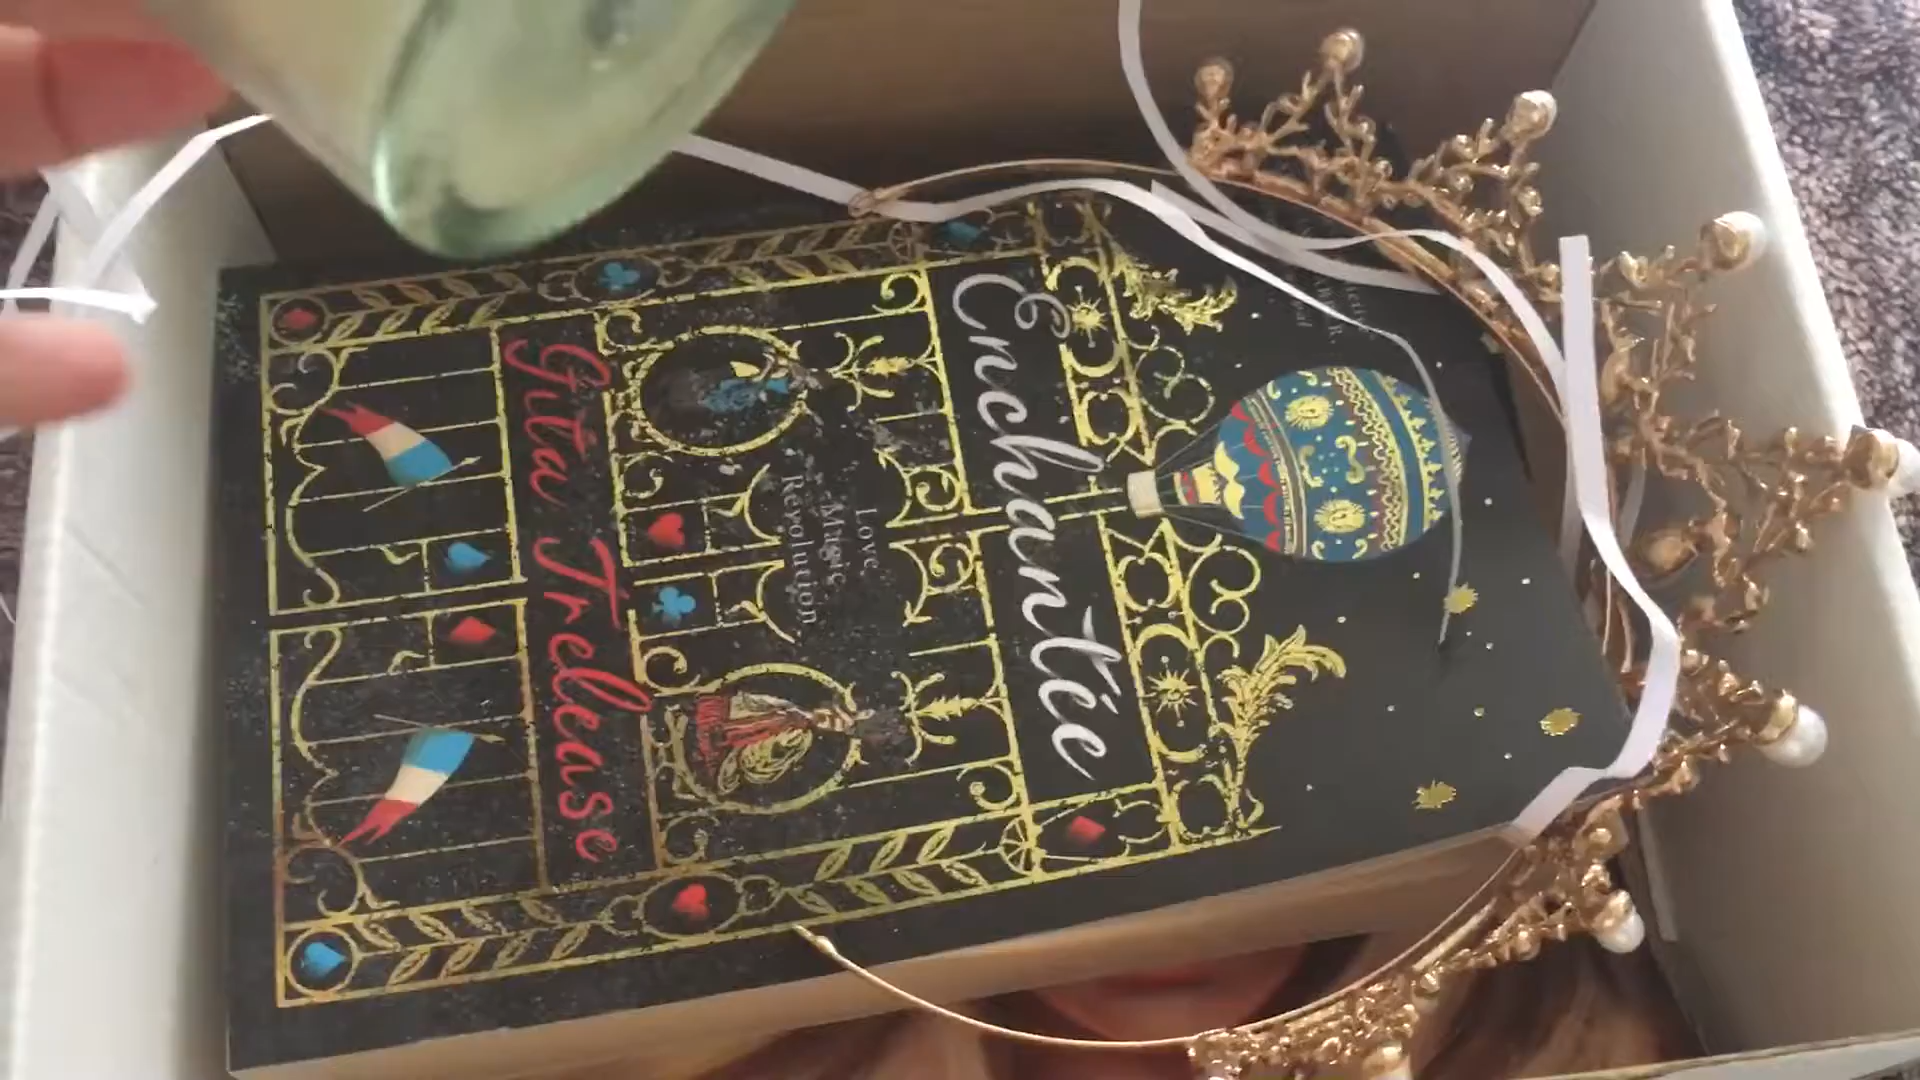 Enchantée
Love
Magic
Revolution
Gita Trelease